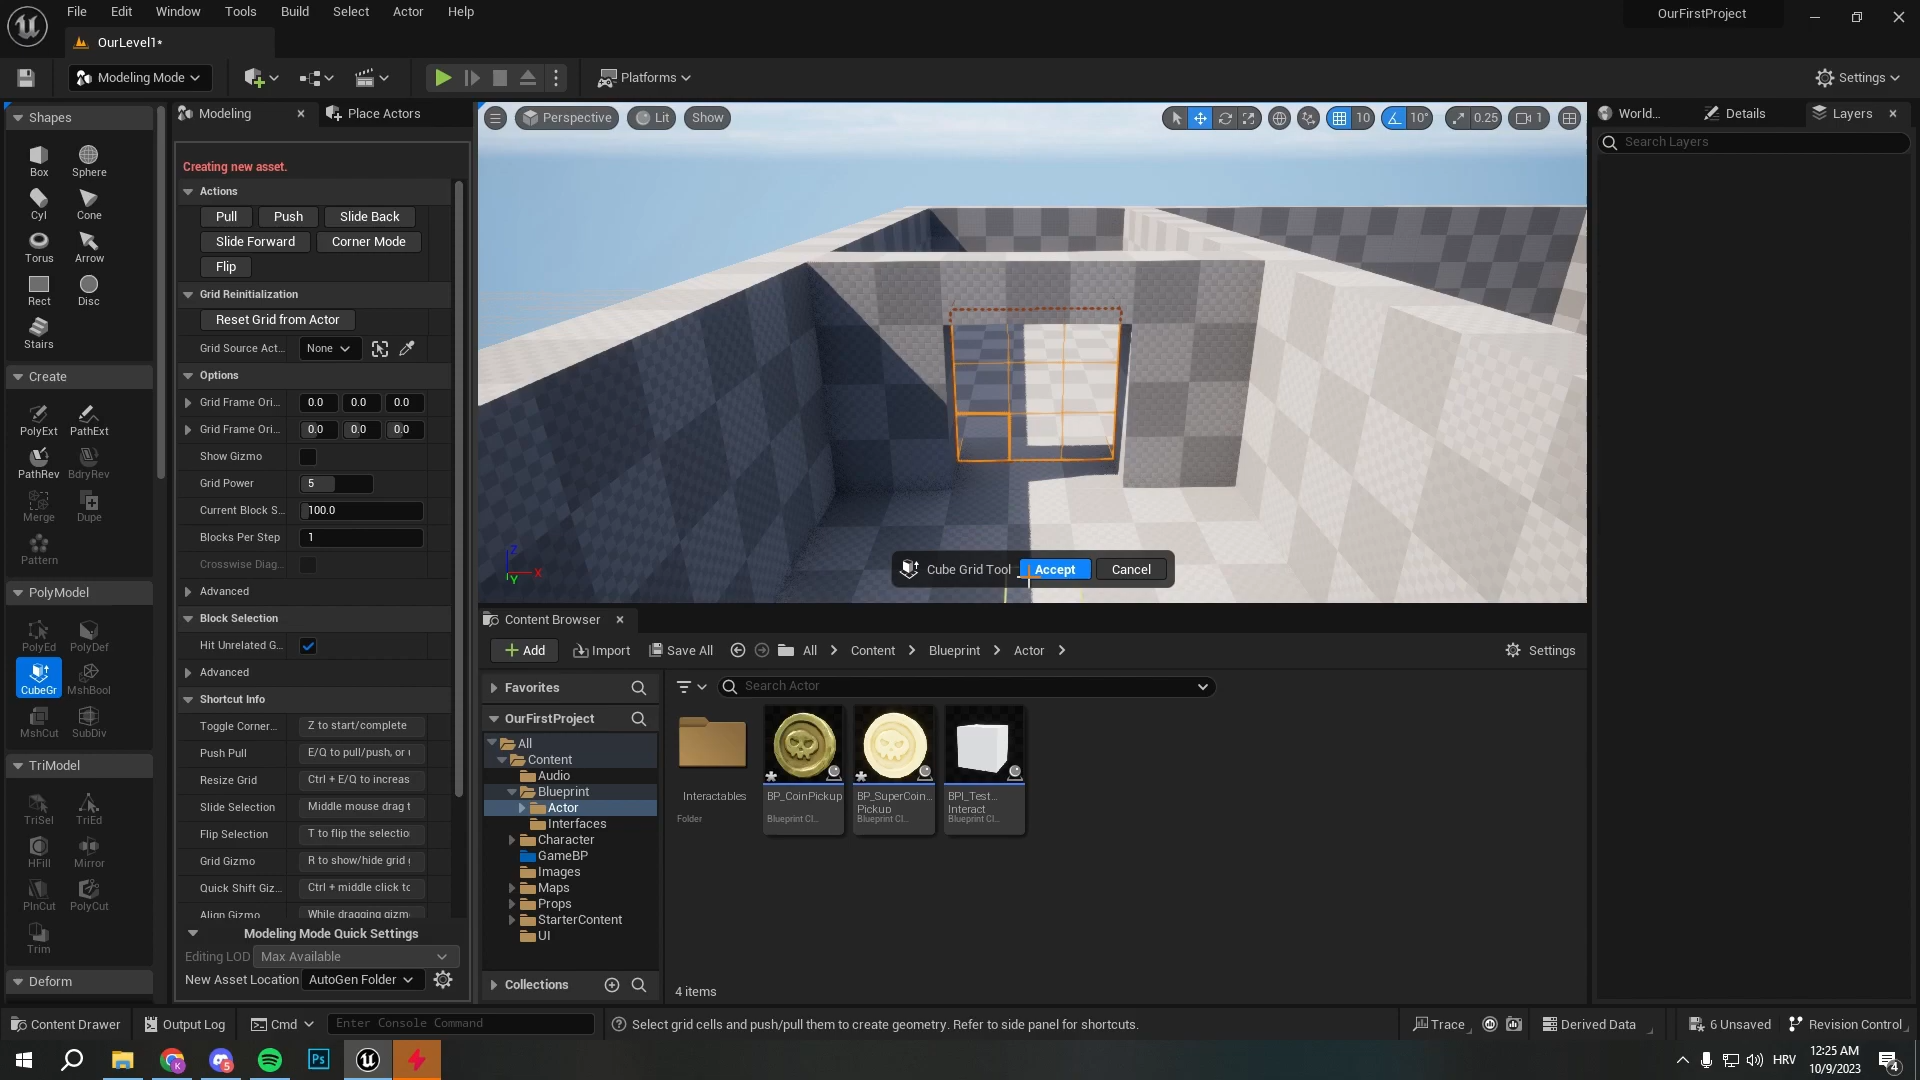 File Edit Window Tools Build Select Actor Help
OurFirstProject
OurLevel1*
Modeling Mode
Platforms
Settings
Shapes
Modeling
Place Actors
Perspective Lit Show
10 10° 0.25 1
World... Details Layers
Search Layers
Box Sphere
Cyl Cone
Torus Arrow
Rect Disc
Stairs
Create
PolyExt PathExt
PathRev BdryRev
Merge Dupe
Pattern
PolyModel
PolyEd PolyDef
CubeGr MshBool
MshCut SubDiv
TriModel
TriSel TriEd
HFill Mirror
PlnCut PolyCut
Trim
Deform
Creating new asset.
Actions
Pull Push Slide Back
Slide Forward Corner Mode
Flip
Grid Reinitialization
Reset Grid from Actor
Grid Source Act... None
Options
Grid Frame Ori... 0.0 0.0 0.0
Grid Frame Ori... 0.0 0.0 0.0
Show Gizmo
Grid Power 5
Current Block S... 100.0
Blocks Per Step 1
Crosswise Diag...
Advanced
Block Selection
Hit Unrelated G...
Advanced
Shortcut Info
Toggle Corner... Z to start/complete
Push Pull E/Q to pull/push, or
Resize Grid Ctrl + E/Q to increas
Slide Selection Middle mouse drag t
Flip Selection T to flip the selectio
Grid Gizmo R to show/hide grid
Quick Shift Giz... Ctrl + middle click to
Align Gizmo While dragging gizm
Modeling Mode Quick Settings
Editing LOD Max Available
New Asset Location AutoGen Folder
Z
X
Y
Cube Grid Tool Accept Cancel
Content Browser
Add Import Save All All Content Blueprint Actor
Settings
Favorites
Search Actor
OurFirstProject
All
Content
Audio
Blueprint
Actor
Interfaces
Character
GameBP
Images
Maps
Props
StarterContent
UI
Collections
Interactables
Folder
BP_CoinPickup
Blueprint Cl...
BP_SuperCoin...
Pickup
Blueprint Cl...
BPI_Test...
Interact
Blueprint Cl...
4 items
Content Drawer Output Log Cmd Enter Console Command
Select grid cells and push/pull them to create geometry. Refer to side panel for shortcuts.
Trace Derived Data 6 Unsaved Revision Control
K
5
Ps
HRV
12:25 AM
10/9/2023
4